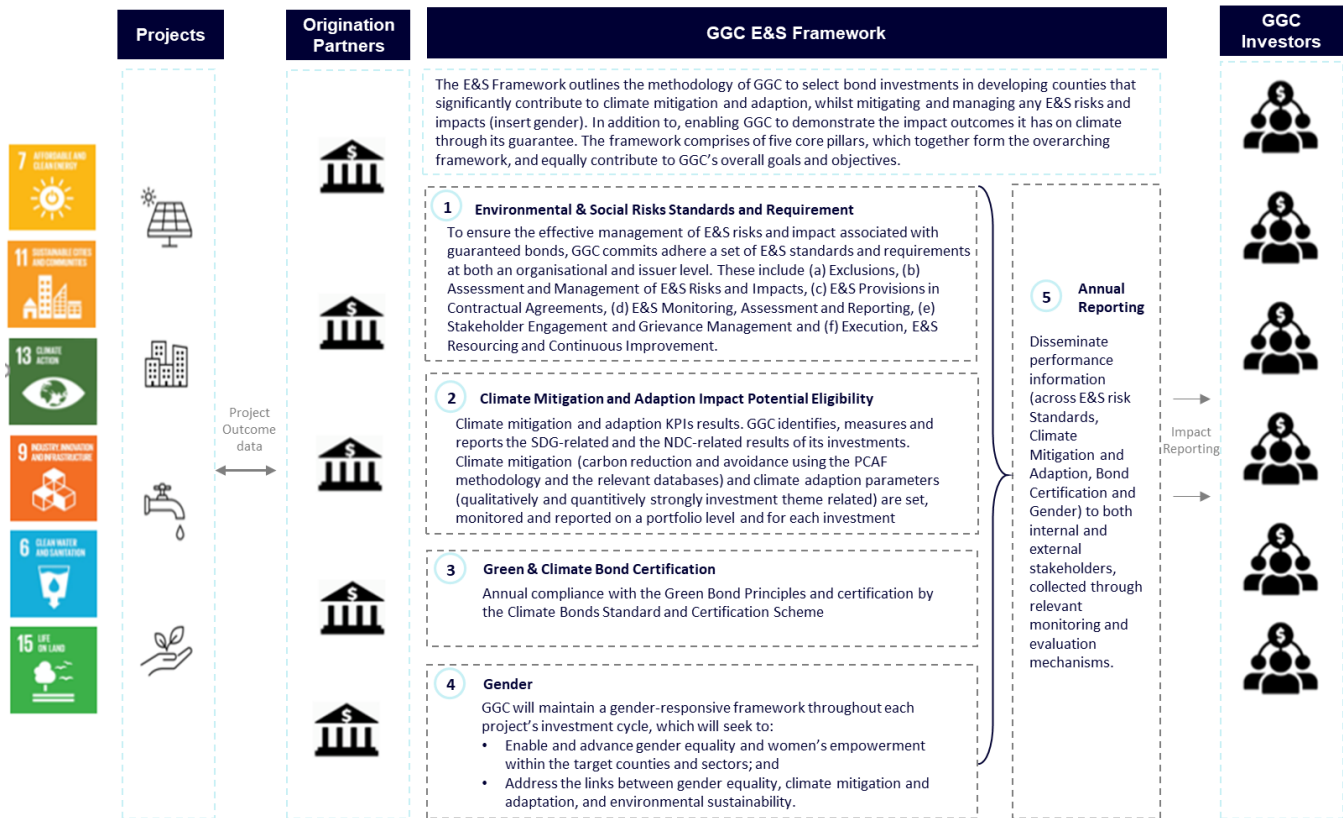 Projects
Origination
Partners
GGC E&S Framework
GGC
Investors
The E&S Framework outlines the methodology of GGC to select bond investments in developing counties that
significantly contribute to climate mitigation and adaption, whilst mitigating and managing any E&S risks and
impacts (insert gender). In addition to, enabling GGC to demonstrate the impact outcomes it has on climate
through its guarantee. The framework comprises of five core pillars, which together form the overarching
framework, and equally contribute to GGC's overall goals and objectives.
7 AFFORDABLE AND
CLEAN ENERGY
11 SUSTAINABLE CITIES
AND COMMUNITIES
13 CLIMATE
ACTION
9 INDUSTRY, INNOVATION
AND INFRASTRUCTURE
6 CLEAN WATER
AND SANITATION
15 LIFE
ON LAND
Project
Outcome
data
$
$
$
$
$
1 Environmental & Social Risks Standards and Requirement
To ensure the effective management of E&S risks and impact associated with
guaranteed bonds, GGC commits adhere a set of E&S standards and requirements
at both an organisational and issuer level. These include (a) Exclusions, (b)
Assessment and Management of E&S Risks and Impacts, (c) E&S Provisions in
Contractual Agreements, (d) E&S Monitoring, Assessment and Reporting, (e)
Stakeholder Engagement and Grievance Management and (f) Execution, E&S
Resourcing and Continuous Improvement.
2 Climate Mitigation and Adaption Impact Potential Eligibility
Climate mitigation and adaption KPIs results. GGC identifies, measures and
reports the SDG-related and the NDC-related results of its investments.
Climate mitigation (carbon reduction and avoidance using the PCAF
methodology and the relevant databases) and climate adaption parameters
(qualitatively and quantitively strongly investment theme related) are set,
monitored and reported on a portfolio level and for each investment
3 Green & Climate Bond Certification
Annual compliance with the Green Bond Principles and certification by
the Climate Bonds Standard and Certification Scheme
4 Gender
GGC will maintain a gender-responsive framework throughout each
project's investment cycle, which will seek to:
• Enable and advance gender equality and women's empowerment
within the target counties and sectors; and
• Address the links between gender equality, climate mitigation and
adaptation, and environmental sustainability.
5 Annual
Reporting
Disseminate
performance
information
(across E&S risk
Standards,
Climate
Mitigation and
Adaption, Bond
Certification and
Gender) to both
internal and
external
stakeholders,
collected through
relevant
monitoring and
evaluation
mechanisms.
Impact
Reporting
$
$
$
$
$
$